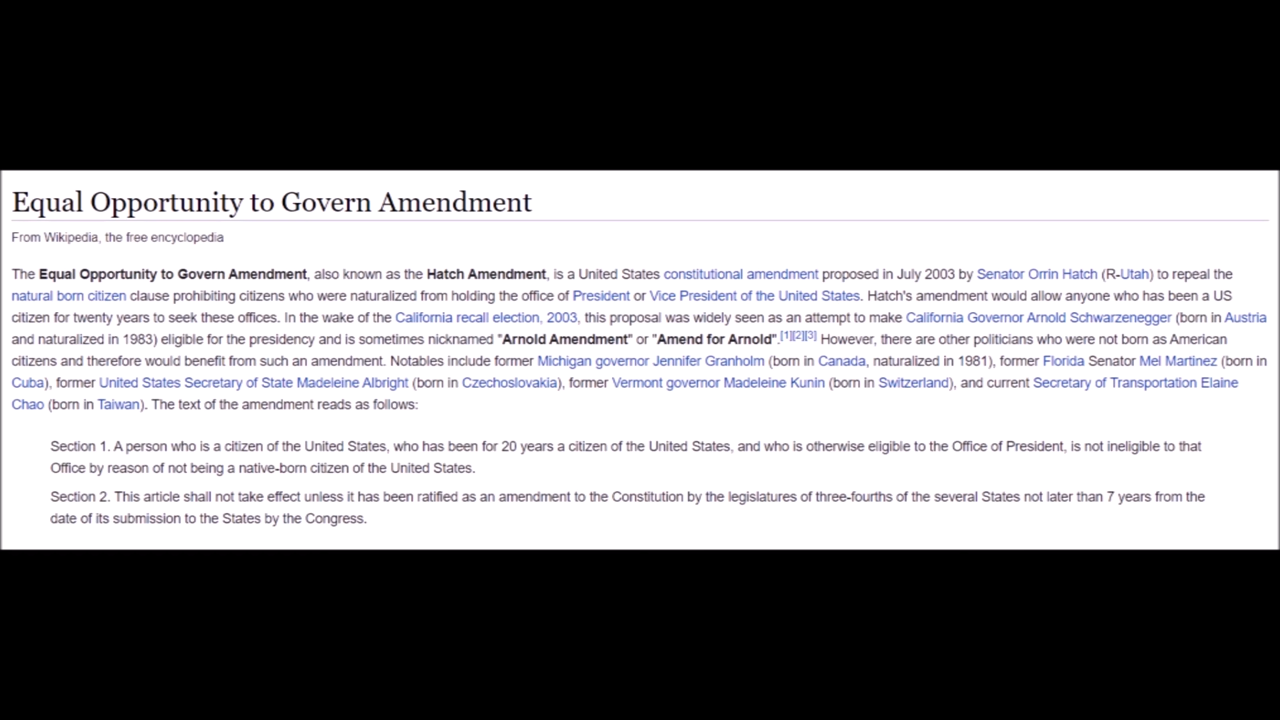 Equal Opportunity to Govern Amendment
From Wikipedia, the free encyclopedia
The Equal Opportunity to Govern Amendment, also known as the Hatch Amendment, is a United States constitutional amendment proposed in July 2003 by Senator Orrin Hatch (R-Utah) to repeal the
natural born citizen clause prohibiting citizens who were naturalized from holding the office of President or Vice President of the United States. Hatch's amendment would allow anyone who has been a US
citizen for twenty years to seek these offices. In the wake of the California recall election, 2003, this proposal was widely seen as an attempt to make California Governor Arnold Schwarzenegger (born in Austria
and naturalized in 1983) eligible for the presidency and is sometimes nicknamed "Arnold Amendment" or "Amend for Arnold".[1][2][3] However, there are other politicians who were not born as American
citizens and therefore would benefit from such an amendment. Notables include former Michigan governor Jennifer Granholm (born in Canada, naturalized in 1981), former Florida Senator Mel Martinez (born in
Cuba), former United States Secretary of State Madeleine Albright (born in Czechoslovakia), former Vermont governor Madeleine Kunin (born in Switzerland), and current Secretary of Transportation Elaine
Chao (born in Taiwan). The text of the amendment reads as follows:
Section 1. A person who is a citizen of the United States, who has been for 20 years a citizen of the United States, and who is otherwise eligible to the Office of President, is not ineligible to that
Office by reason of not being a native-born citizen of the United States.
Section 2. This article shall not take effect unless it has been ratified as an amendment to the Constitution by the legislatures of three-fourths of the several States not later than 7 years from the
date of its submission to the States by the Congress.